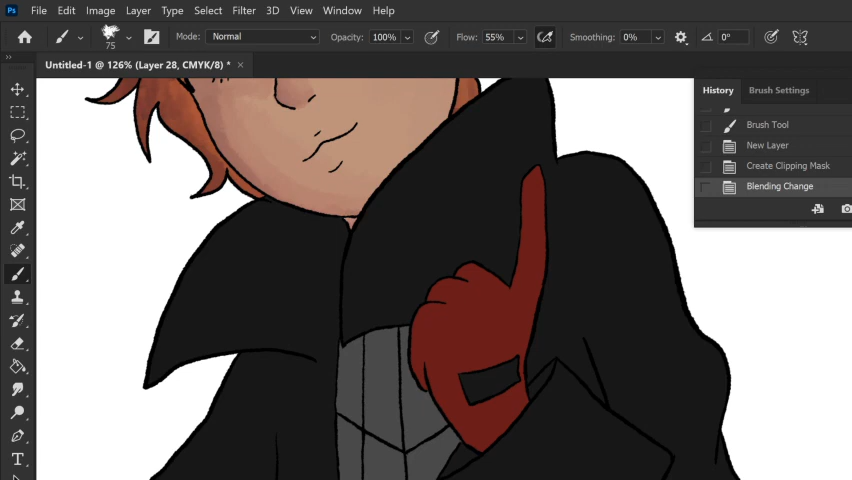 Ps File Edit Image Layer Type Select Filter 3D View Window Help
75 Mode: Normal Opacity: 100% Flow: 55% Smoothing: 0% 0°
Untitled-1 @ 126% (Layer 28, CMYK/8) * ×
History Brush Settings
Brush Tool
New Layer
Create Clipping Mask
Blending Change
T